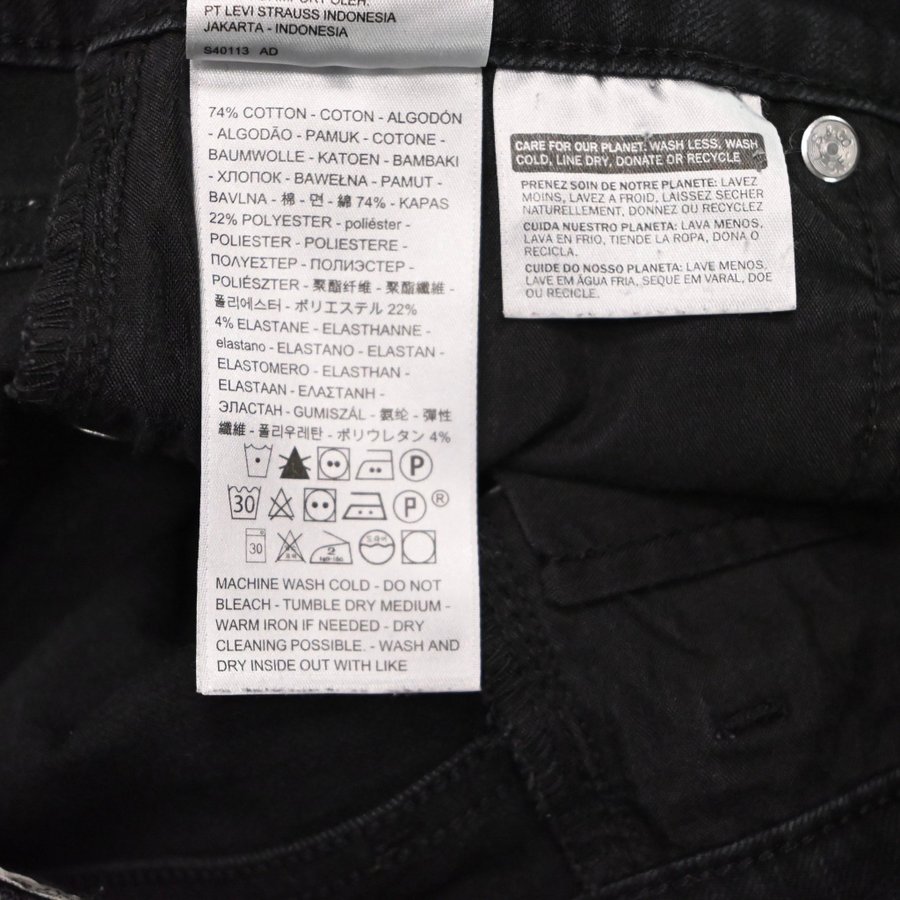 PT LEVI STRAUSS INDONESIA
JAKARTA - INDONESIA
S40113 AD
74% COTTON - COTON - ALGODÓN
- ALGODÃO - PAMUK - COTONE -
BAUMWOLLE - KATOEN - BAMBAKI
- ХЛОПОК - BAWEŁNA - PAMUT -
BAVLNA - 棉 - 면 - 綿 74% - KAPAS
22% POLYESTER - poliéster -
POLIESTER - POLIESTERE -
ΠΟΛΥΕΣΤΕΡ - ПОЛИЭСТЕР -
POLIÉSZTER - 聚酯纤维 - 聚酯纖維 -
폴리에스터 - ポリエステル 22%
4% ELASTANE - ELASTHANNE -
elastano - ELASTANO - ELASTAN -
ELASTOMERO - ELASTHAN -
ELASTAAN - ΕΛΑΣΤΑΝΗ -
ЭЛАСТАН - GUMISZÁL - 氨纶 - 彈性
纖維 - 폴리우레탄 - ポリウレタン 4%
P
30 P ®
30 2
MACHINE WASH COLD - DO NOT
BLEACH - TUMBLE DRY MEDIUM -
WARM IRON IF NEEDED - DRY
CLEANING POSSIBLE. - WASH AND
DRY INSIDE OUT WITH LIKE
CARE FOR OUR PLANET: WASH LESS, WASH
COLD, LINE DRY, DONATE OR RECYCLE
PRENEZ SOIN DE NOTRE PLANETE: LAVEZ
MOINS, LAVEZ A FROID, LAISSEZ SECHER
NATURELLEMENT, DONNEZ OU RECYCLEZ
CUIDA NUESTRO PLANETA: LAVA MENOS,
LAVA EN FRIO, TIENDE LA ROPA, DONA O
RECICLA.
CUIDE DO NOSSO PLANETA: LAVE MENOS,
LAVE EM ÁGUA FRIA, SEQUE EM VARAL, DOE
OU RECICLE.